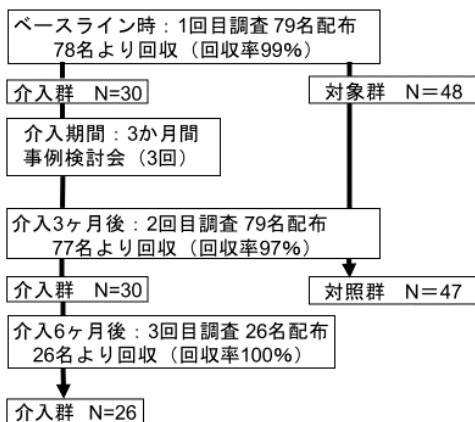 ベースライン時：1回目調査 79名配布
78名より回収（回収率99%）
介入群 N=30
対象群 N＝48
介入期間：3か月間
事例検討会（3回）
介入3ヶ月後：2回目調査 79名配布
77名より回収（回収率97%）
介入群 N=30
対照群 N＝47
介入6ヶ月後：3回目調査 26名配布
26名より回収（回収率100%）
介入群 N=26